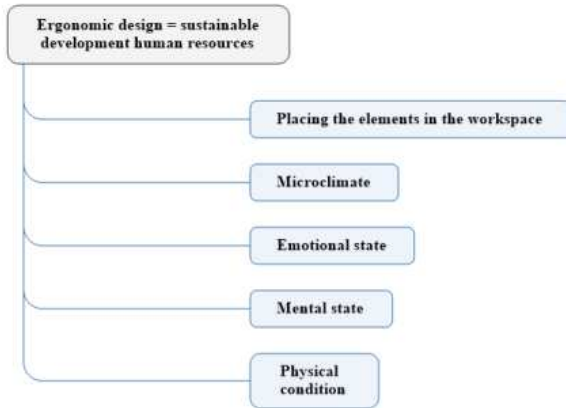 Ergonomic design = sustainable
development human resources
Placing the elements in the workspace
Microclimate
Emotional state
Mental state
Physical
condition